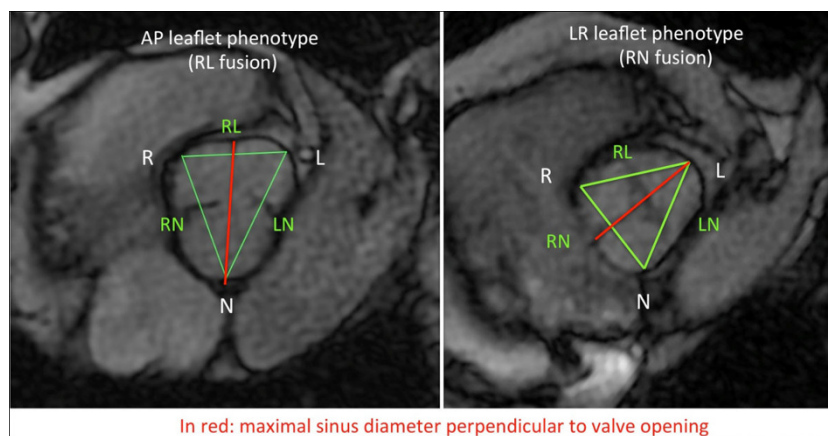 AP leaflet phenotype
(RL fusion)
RL
R
L
RN
LN
N
LR leaflet phenotype
(RN fusion)
RL
R
L
RN
LN
N
In red: maximal sinus diameter perpendicular to valve opening